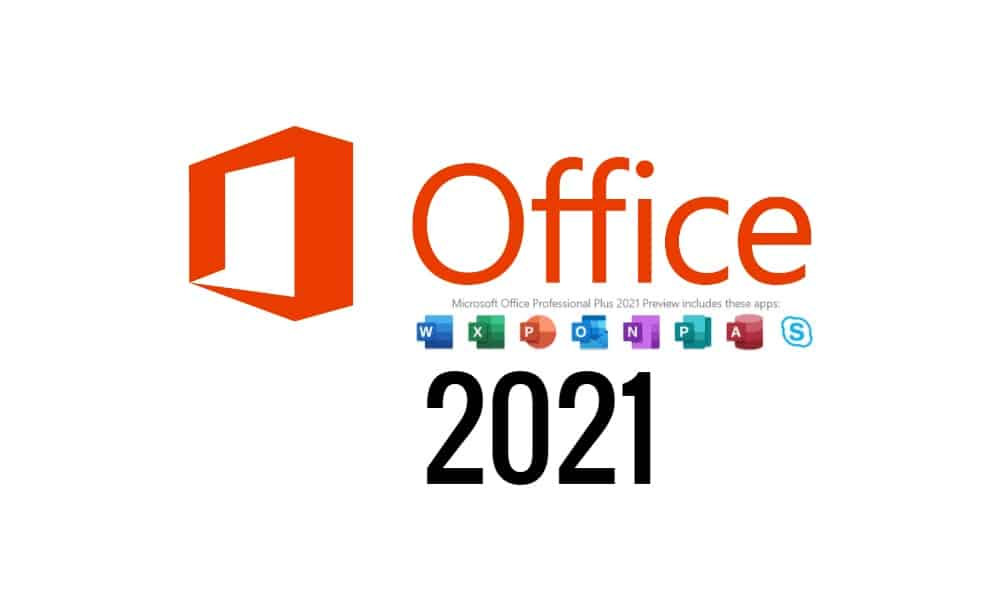 Office
Microsoft Office Professional Plus 2021 Preview includes these apps:
W X P O N P A S
2021